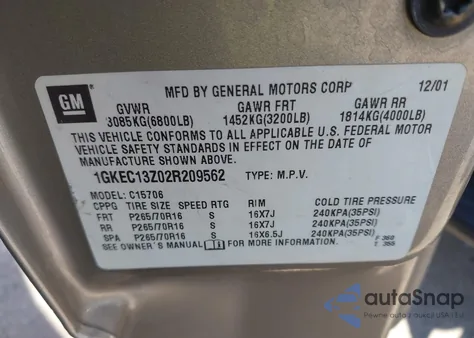 MFD BY GENERAL MOTORS CORP 12/01
GM
GVWR GAWR FRT GAWR RR
3085KG(6800LB) 1452KG(3200LB) 1814KG(4000LB)
THIS VEHICLE CONFORMS TO ALL APPLICABLE U.S. FEDERAL MOTOR
VEHICLE SAFETY STANDARDS IN EFFECT ON THE DATE OF
MANUFACTURE SHOWN ABOVE.
1GKEC13Z02R209562 TYPE: M.P.V.
MODEL: C15706
CPPG TIRE SIZE SPEED RTG RIM COLD TIRE PRESSURE
FRT P265/70R16 S 16X7J 240KPA(35PSI)
RR P265/70R16 S 16X7J 240KPA(35PSI)
SPA P265/70R16 S 16X6.5J 240KPA(35PSI)
SEE OWNER'S MANUAL FOR MORE INFORMATION
autoSnap